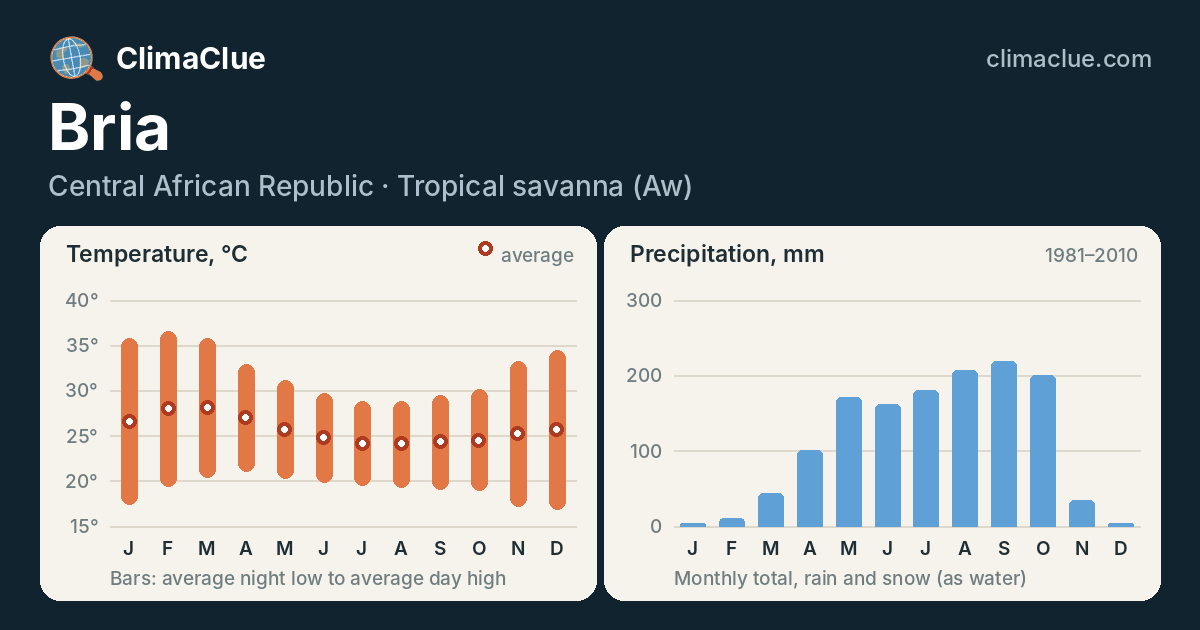 ClimaClue
climaclue.com
Bria
Central African Republic · Tropical savanna (Aw)
Temperature, °C
average
40°
35°
30°
25°
20°
15°
J F M A M J J A S O N D
Bars: average night low to average day high
Precipitation, mm
1981–2010
300
200
100
0
J F M A M J J A S O N D
Monthly total, rain and snow (as water)